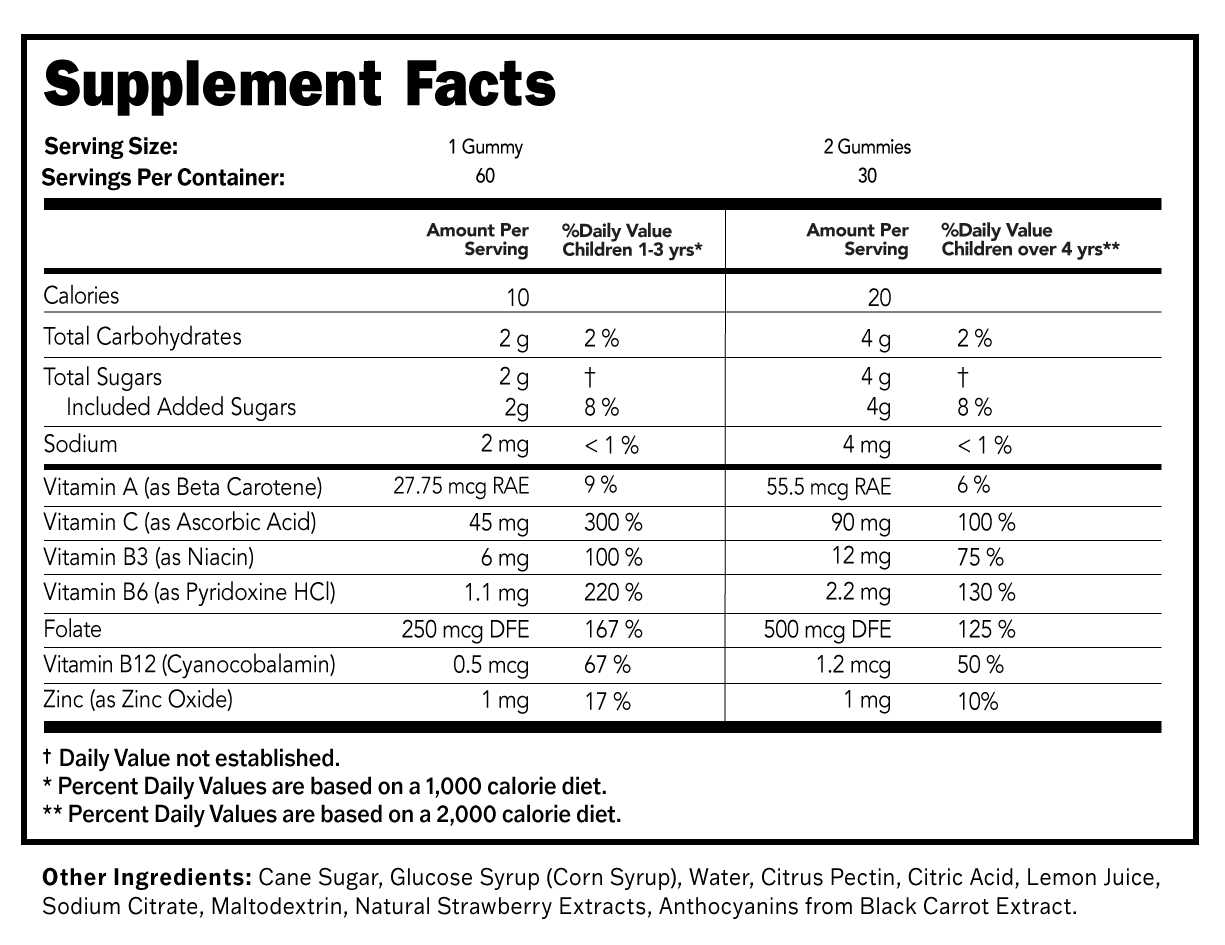 Supplement Facts
Serving Size: 1 Gummy 2 Gummies
Servings Per Container: 60 30
Amount Per Serving %Daily Value Children 1-3 yrs* Amount Per Serving %Daily Value Children over 4 yrs**
Calories 10 20
Total Carbohydrates 2 g 2 % 4 g 2 %
Total Sugars 2 g † 4 g †
Included Added Sugars 2g 8 % 4g 8 %
Sodium 2 mg < 1 % 4 mg < 1 %
Vitamin A (as Beta Carotene) 27.75 mcg RAE 9 % 55.5 mcg RAE 6 %
Vitamin C (as Ascorbic Acid) 45 mg 300 % 90 mg 100 %
Vitamin B3 (as Niacin) 6 mg 100 % 12 mg 75 %
Vitamin B6 (as Pyridoxine HCl) 1.1 mg 220 % 2.2 mg 130 %
Folate 250 mcg DFE 167 % 500 mcg DFE 125 %
Vitamin B12 (Cyanocobalamin) 0.5 mcg 67 % 1.2 mcg 50 %
Zinc (as Zinc Oxide) 1 mg 17 % 1 mg 10%
† Daily Value not established.
* Percent Daily Values are based on a 1,000 calorie diet.
** Percent Daily Values are based on a 2,000 calorie diet.
Other Ingredients: Cane Sugar, Glucose Syrup (Corn Syrup), Water, Citrus Pectin, Citric Acid, Lemon Juice,
Sodium Citrate, Maltodextrin, Natural Strawberry Extracts, Anthocyanins from Black Carrot Extract.